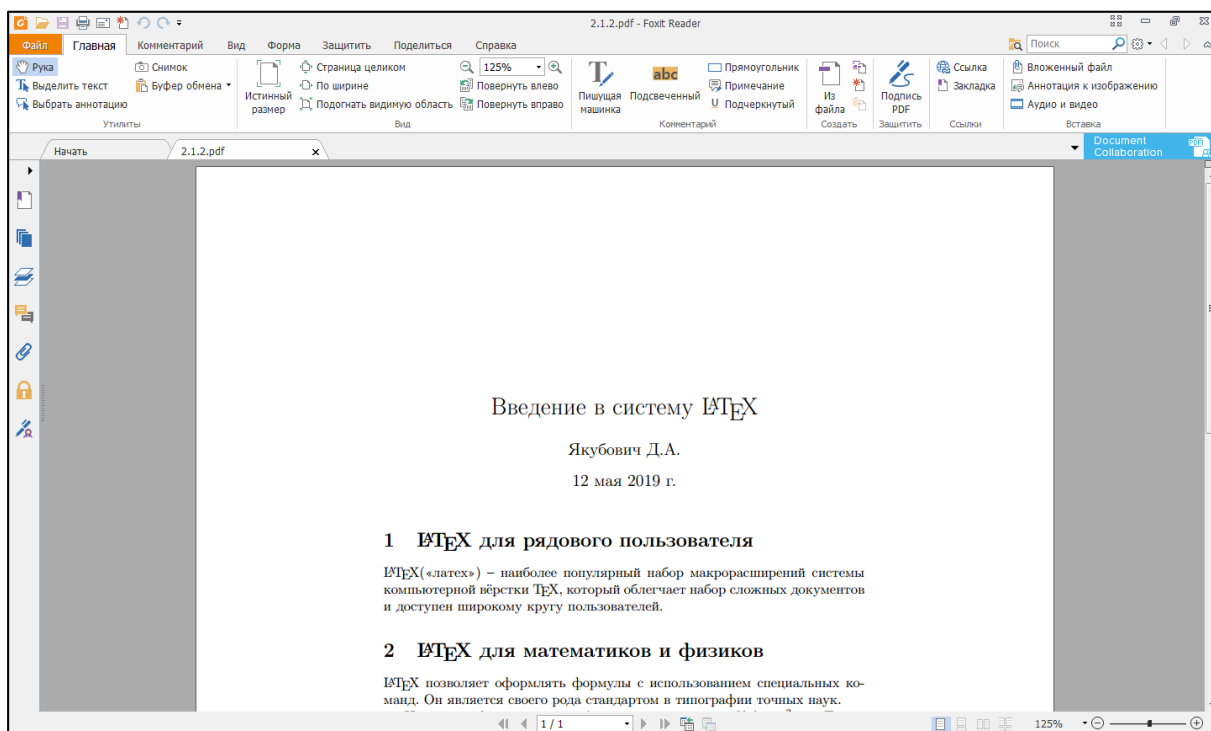 2.1.2.pdf - Foxit Reader
Файл Главная Комментарий Вид Форма Защитить Поделиться Справка Поиск
Рука
Выделить текст
Выбрать аннотацию
Утилиты
Снимок
Буфер обмена
Истинный
размер
Страница целиком
По ширине
Подогнать видимую область
125%
Повернуть влево
Повернуть вправо
Вид
Пишущая
машинка
abc
Подсвеченный
Прямоугольник
Примечание
Подчеркнутый
Комментарий
Из
файла
Создать
Подпись
PDF
Защитить
Ссылка
Закладка
Ссылки
Вложенный файл
Аннотация к изображению
Аудио и видео
Вставка
Начать 2.1.2.pdf
Document
Collaboration
PDF
Введение в систему LATEX
Якубович Д.А.
12 мая 2019 г.
1 LATEX для рядового пользователя
LATEX(«латех») – наиболее популярный набор макрорасширений системы
компьютерной вёрстки TEX, который облегчает набор сложных документов
и доступен широкому кругу пользователей.
2 LATEX для математиков и физиков
LATEX позволяет оформлять формулы с использованием специальных ко-
манд. Он является своего рода стандартом в типографии точных наук.
1 / 1
125%